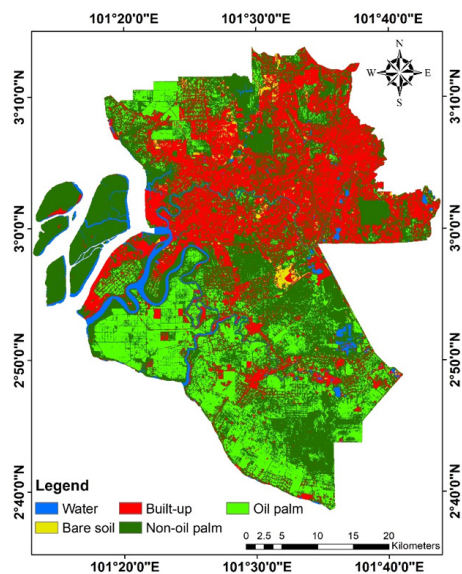 101°20'0"E 101°30'0"E 101°40'0"E
N
W E
S
3°10'0"N 3°10'0"N
3°0'0"N 3°0'0"N
2°50'0"N 2°50'0"N
2°40'0"N 2°40'0"N
Legend
Water Built-up Oil palm
Bare soil Non-oil palm
0 2.5 5 10 15 20
Kilometers
101°20'0"E 101°30'0"E 101°40'0"E